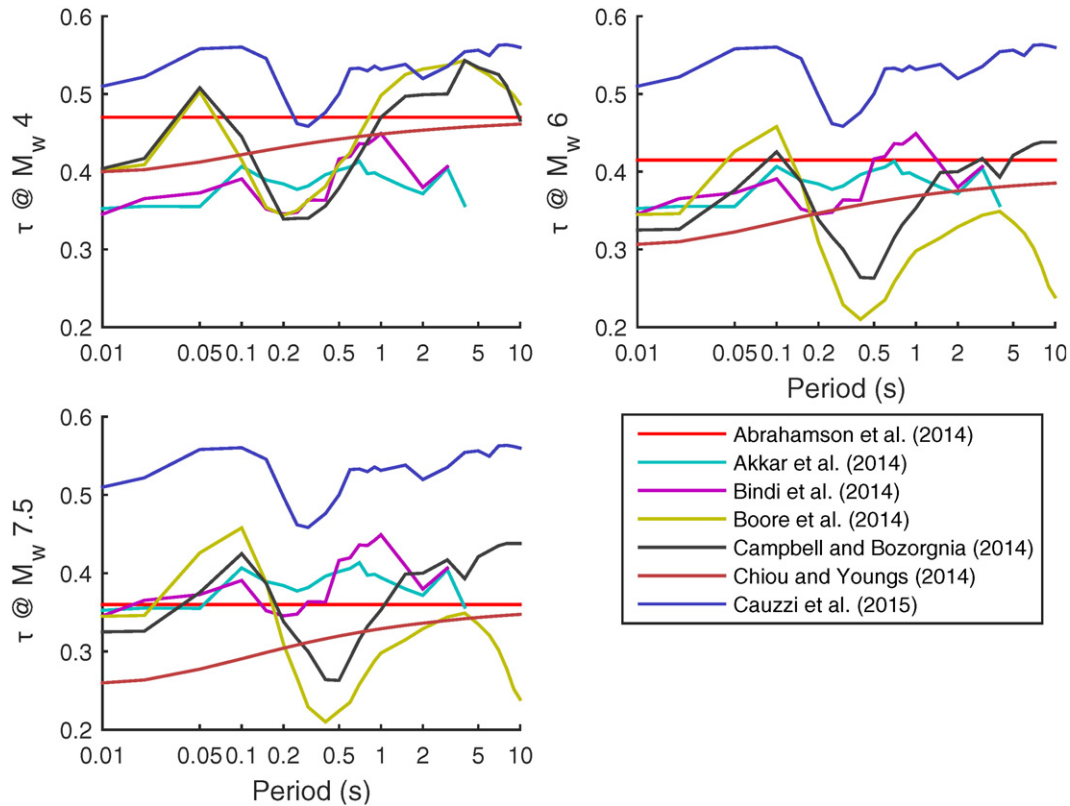 0.6
0.5
0.4
0.3
0.2
τ @ Mw 4
0.01 0.05 0.1 0.2 0.5 1 2 5 10
0.6
0.5
0.4
0.3
0.2
τ @ Mw 6
0.01 0.05 0.1 0.2 0.5 1 2 5 10
Period (s)
0.6
0.5
0.4
0.3
0.2
τ @ Mw 7.5
0.01 0.05 0.1 0.2 0.5 1 2 5 10
Period (s)
Abrahamson et al. (2014)
Akkar et al. (2014)
Bindi et al. (2014)
Boore et al. (2014)
Campbell and Bozorgnia (2014)
Chiou and Youngs (2014)
Cauzzi et al. (2015)